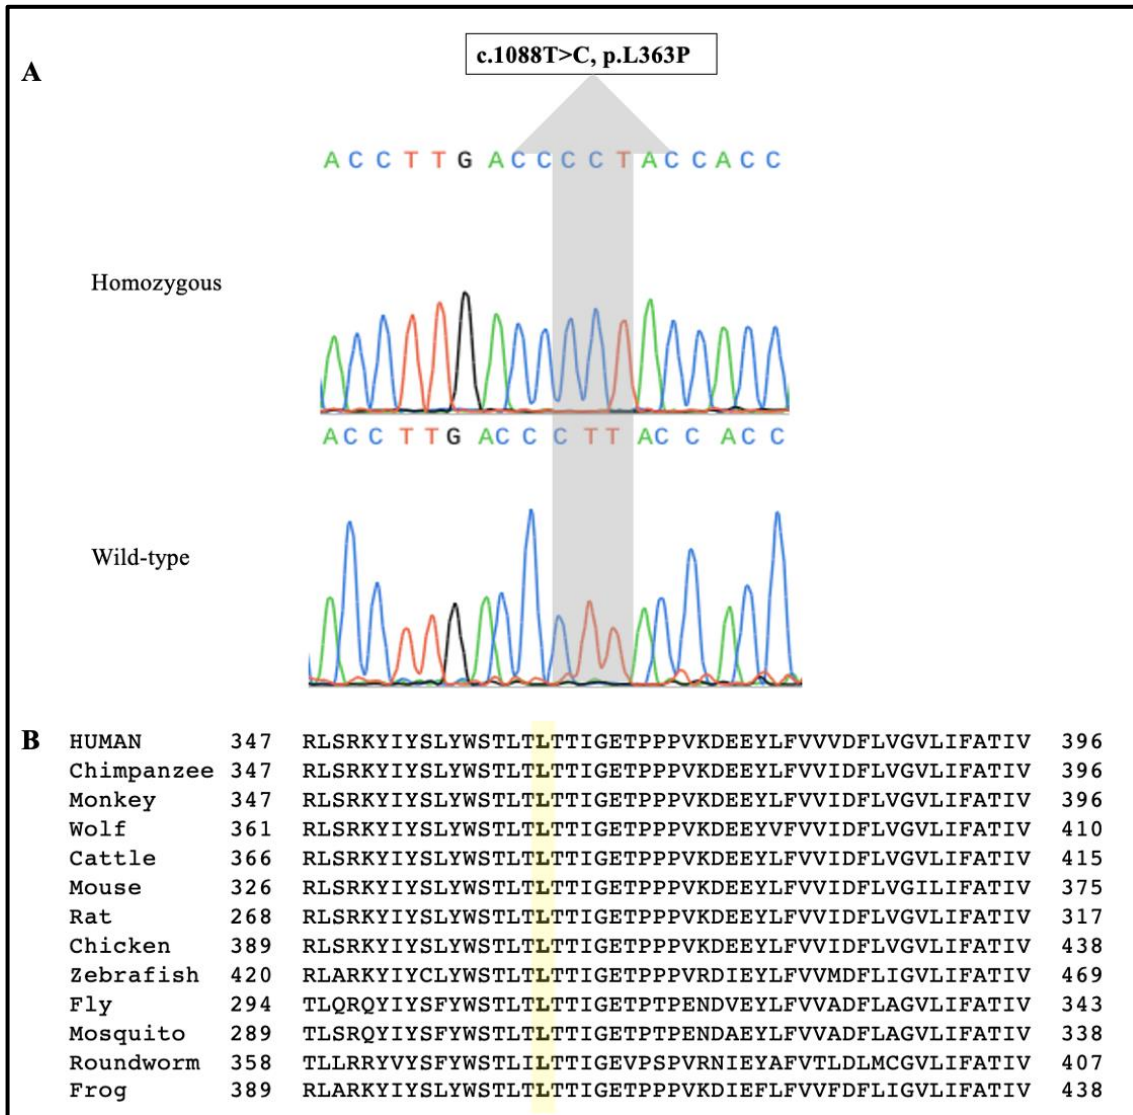 c.1088T>C, p.L363P
A
ACCTTGACCCCTACCACC
Homozygous
ACCTTGACCCTTACCACC
Wild-type
B HUMAN 347 RLSRKYIYSLYWSTLTLTTIGETPPPVKDEEYLFVVVDFLVGVLIFATIV 396
Chimpanzee 347 RLSRKYIYSLYWSTLTLTTIGETPPPVKDEEYLFVVIDFLVGVLIFATIV 396
Monkey 347 RLSRKYIYSLYWSTLTLTTIGETPPPVKDEEYLFVVIDFLVGVLIFATIV 396
Wolf 361 RLSRKYIYSLYWSTLTLTTIGETPPPVKDEEYVFVVIDFLVGVLIFATIV 410
Cattle 366 RLSRKYIYSLYWSTLTLTTIGETPPPVKDEEYLFVVIDFLVGVLIFATIV 415
Mouse 326 RLSRKYIYSLYWSTLTLTTIGETPPPVKDEEYLFVVIDFLVGILIFATIV 375
Rat 268 RLSRKYIYSLYWSTLTLTTIGETPPPVKDEEYLFVVIDFLVGVLIFATIV 317
Chicken 389 RLSRKYIYSLYWSTLTLTTIGETPPPVKDEEYLFVVIDFLVGVLIFATIV 438
Zebrafish 420 RLARKYIYCLYWSTLTLTTIGETPPPVRDIEYLFVVMDFLIGVLIFATIV 469
Fly 294 TLQRQYIYSFYWSTLTLTTIGETPTPENDVEYLFVVADFLAGVLIFATIV 343
Mosquito 289 TLSRQYIYSFYWSTLTLTTIGETPTPENDAEYLFVVADFLAGVLIFATIV 338
Roundworm 358 TLLRRYVYSFYWSTLILTTIGEVPSPVRNIEYAFVTLDLMCGVLIFATIV 407
Frog 389 RLARKYIYSLYWSTLTLTTIGETPPPVKDIEFLFVVFDFLIGVLIFATIV 438